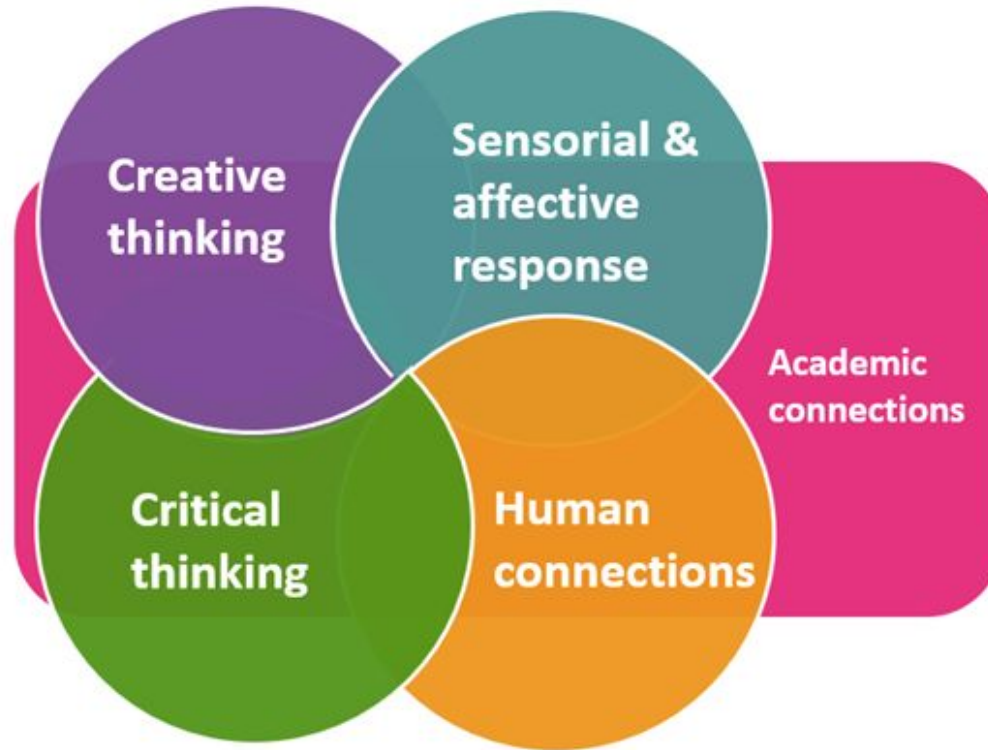 Creative
thinking
Sensorial &
affective
response
Academic
connections
Critical
thinking
Human
connections